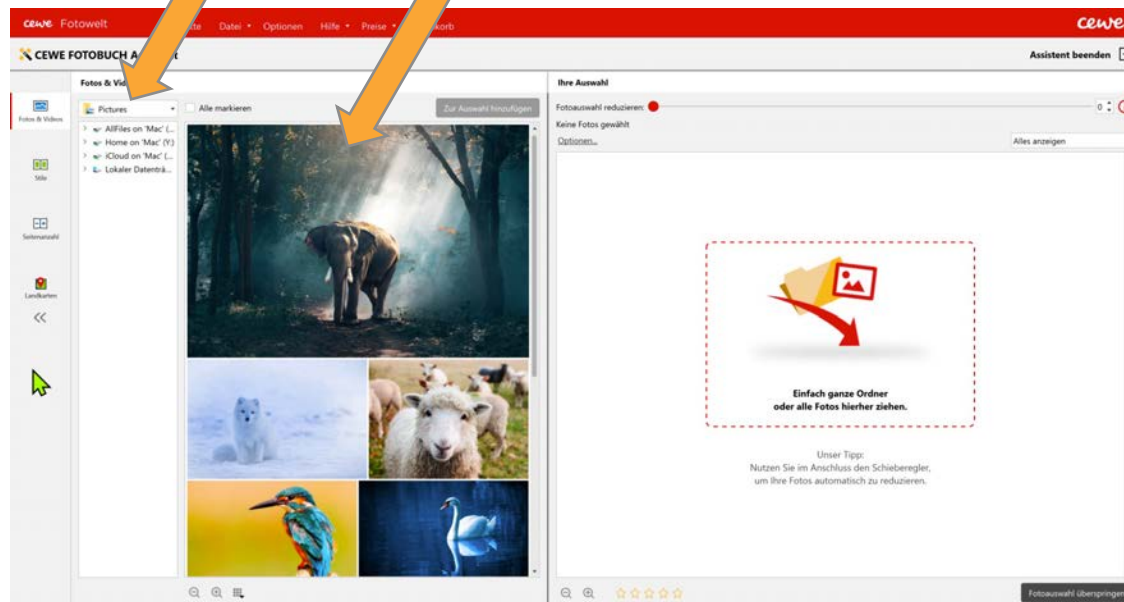 cewe Fotowelt
Datei Optionen Hilfe Preise
cewe
CEWE FOTOBUCH
Assistent beenden
Fotos &
Ihre Auswahl
Fotos & Videos
Pictures
Alle markieren
Zur Auswahl hinzufügen
Fotoauswahl reduzieren:
0
AllFiles on 'Mac' (...
Home on 'Mac' (Y:)
iCloud on 'Mac' (...
Lokaler Datenträ...
Keine Fotos gewählt
Optionen...
Alles anzeigen
Stile
Seitenanzahl
Landkarten
Einfach ganze Ordner
oder alle Fotos hierher ziehen.
Unser Tipp:
Nutzen Sie im Anschluss den Schieberegler,
um Ihre Fotos automatisch zu reduzieren.
Fotoauswahl überspringen